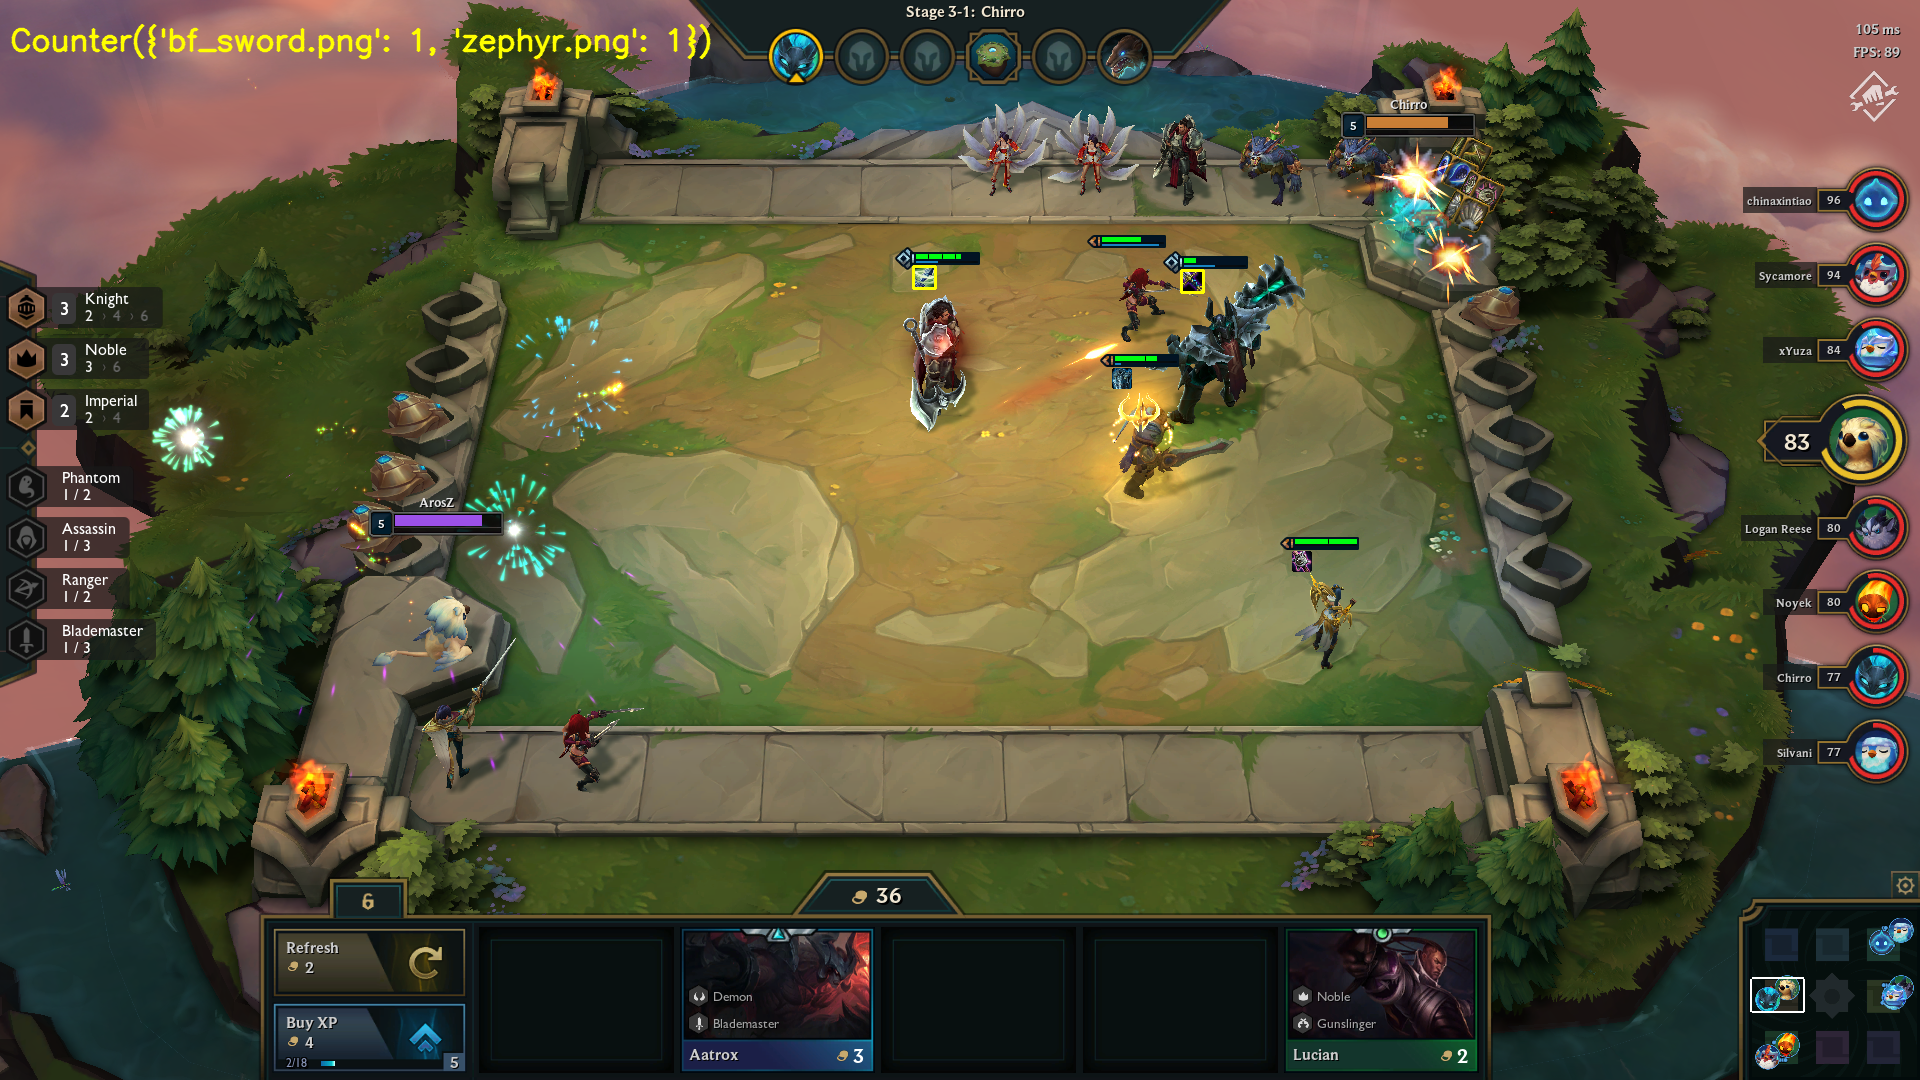 Stage 3-1: Chirro
Counter({'bf_sword.png': 1, 'zephyr.png': 1})
105 ms
FPS: 89
Chirro
5
chinaxintiao 96
Sycamore 94
xYuza 84
83
Logan Reese 80
Noyek 80
Chirro 77
Silvani 77
3 Knight
2 › 4 › 6
3 Noble
3 › 6
2 Imperial
2 › 4
Phantom
1 / 2
Assassin
1 / 3
Ranger
1 / 2
Blademaster
1 / 3
ArosZ
5
6
36
Refresh
2
Buy XP
4
2/18
5
Demon
Blademaster
Aatrox 3
Noble
Gunslinger
Lucian 2